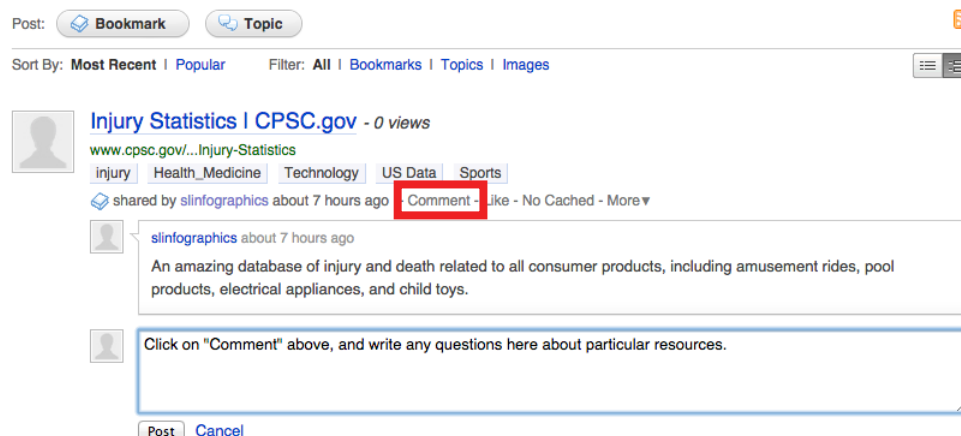 Post: Bookmark Topic
Sort By: Most Recent | Popular Filter: All | Bookmarks | Topics | Images
Injury Statistics | CPSC.gov - 0 views
www.cpsc.gov/...Injury-Statistics
injury Health_Medicine Technology US Data Sports
shared by slinfographics about 7 hours ago - Comment - Like - No Cached - More▾
slinfographics about 7 hours ago
An amazing database of injury and death related to all consumer products, including amusement rides, pool
products, electrical appliances, and child toys.
Click on "Comment" above, and write any questions here about particular resources.
Post Cancel